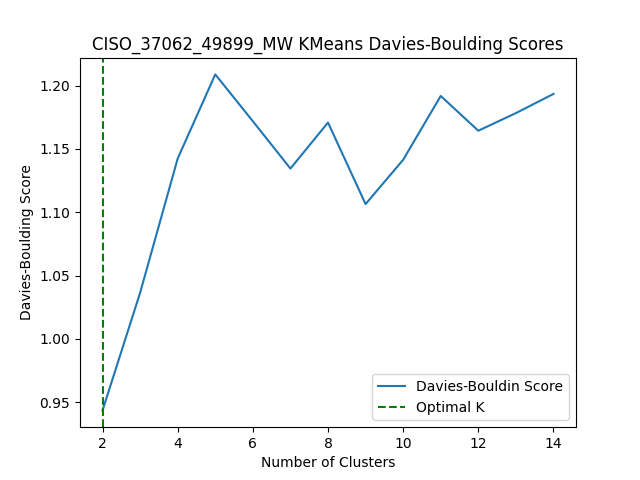 CISO_37062_49899_MW KMeans Davies-Boulding Scores
Davies-Boulding Score
1.20
1.15
1.10
1.05
1.00
0.95
2
4
6
8
10
12
14
Number of Clusters
Davies-Bouldin Score
Optimal K